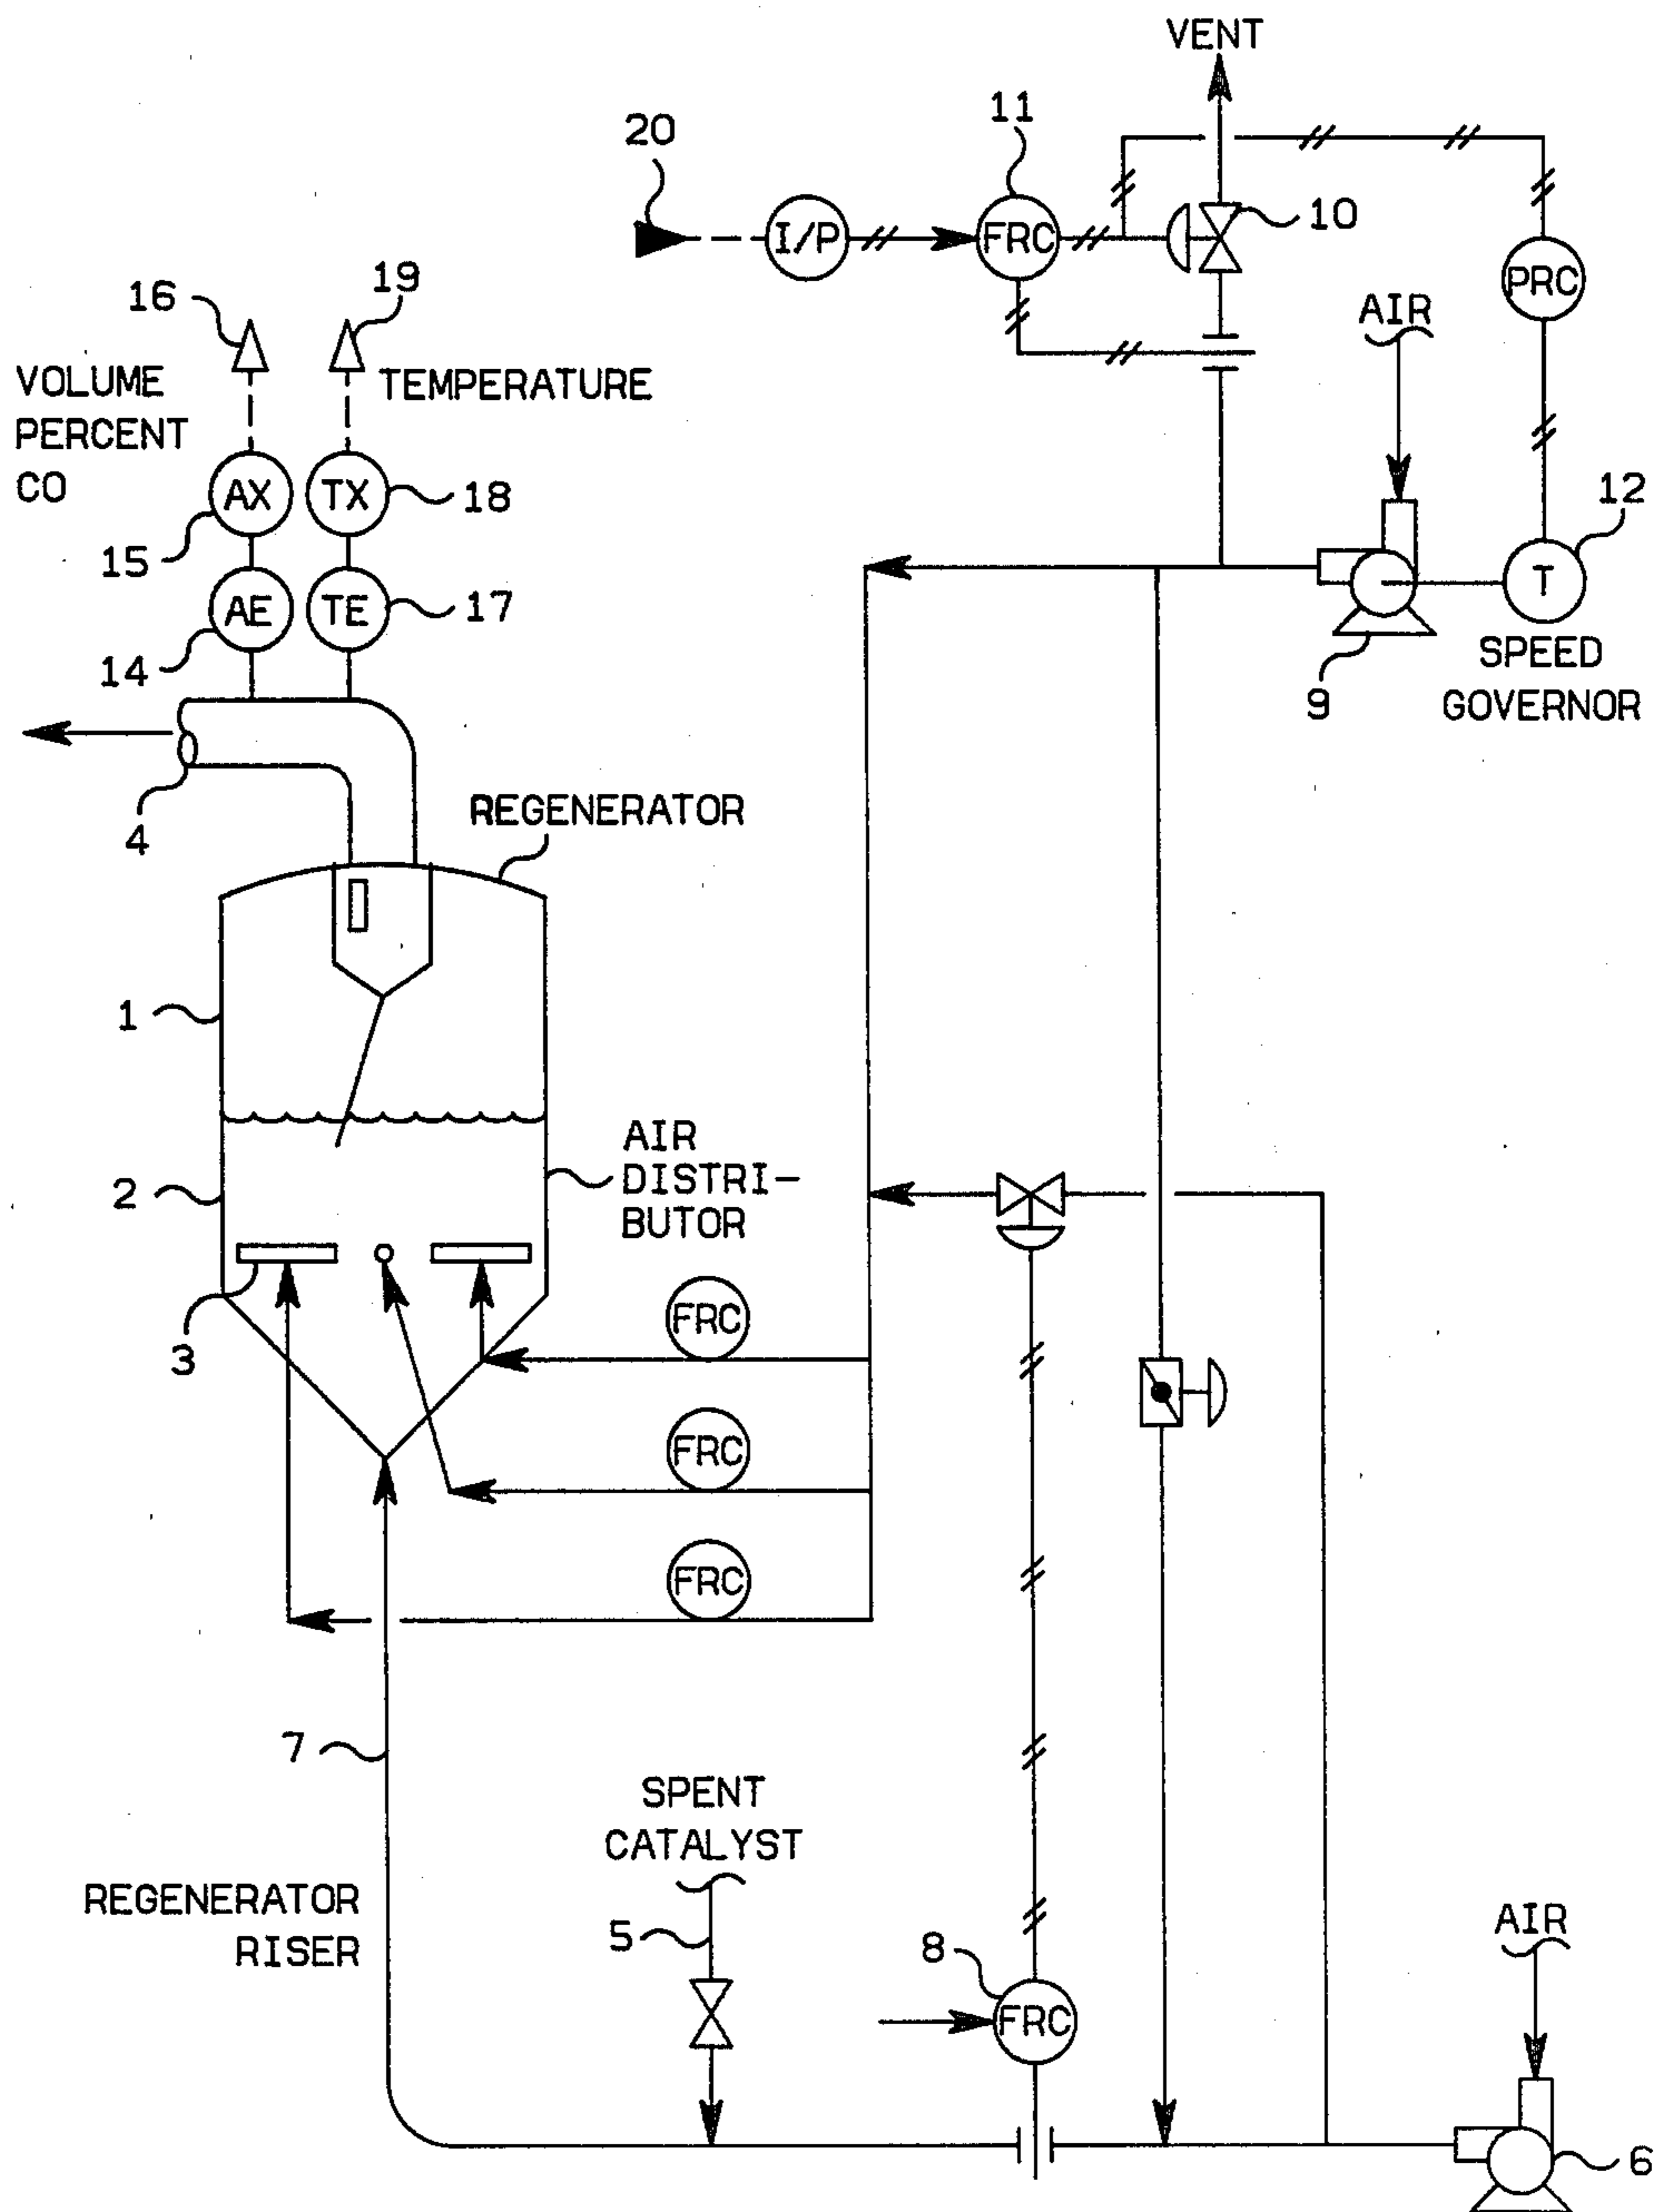 VENT
11
20
I/P
FRC
10
PRC
16
19
AIR
VOLUME
PERCENT
CO
TEMPERATURE
AX
TX
18
12
15
AE
TE
17
T
14
9
SPEED
GOVERNOR
4
REGENERATOR
1
AIR
DISTRI-
BUTOR
2
3
FRC
FRC
FRC
7
SPENT
CATALYST
REGENERATOR
RISER
5
8
AIR
FRC
6